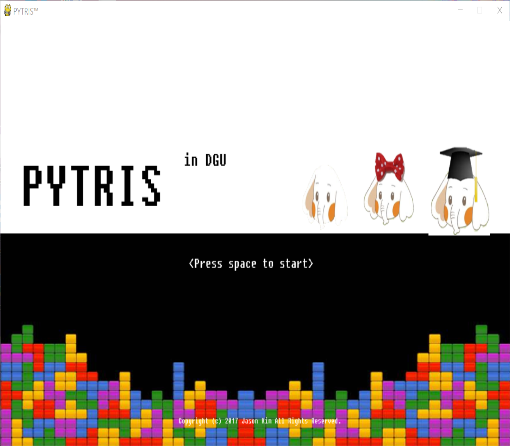 PYTRIS™
in DGU
PYTRIS
<Press space to start>
Copyright (c) 2017 Jason Kim All Rights Reserved.